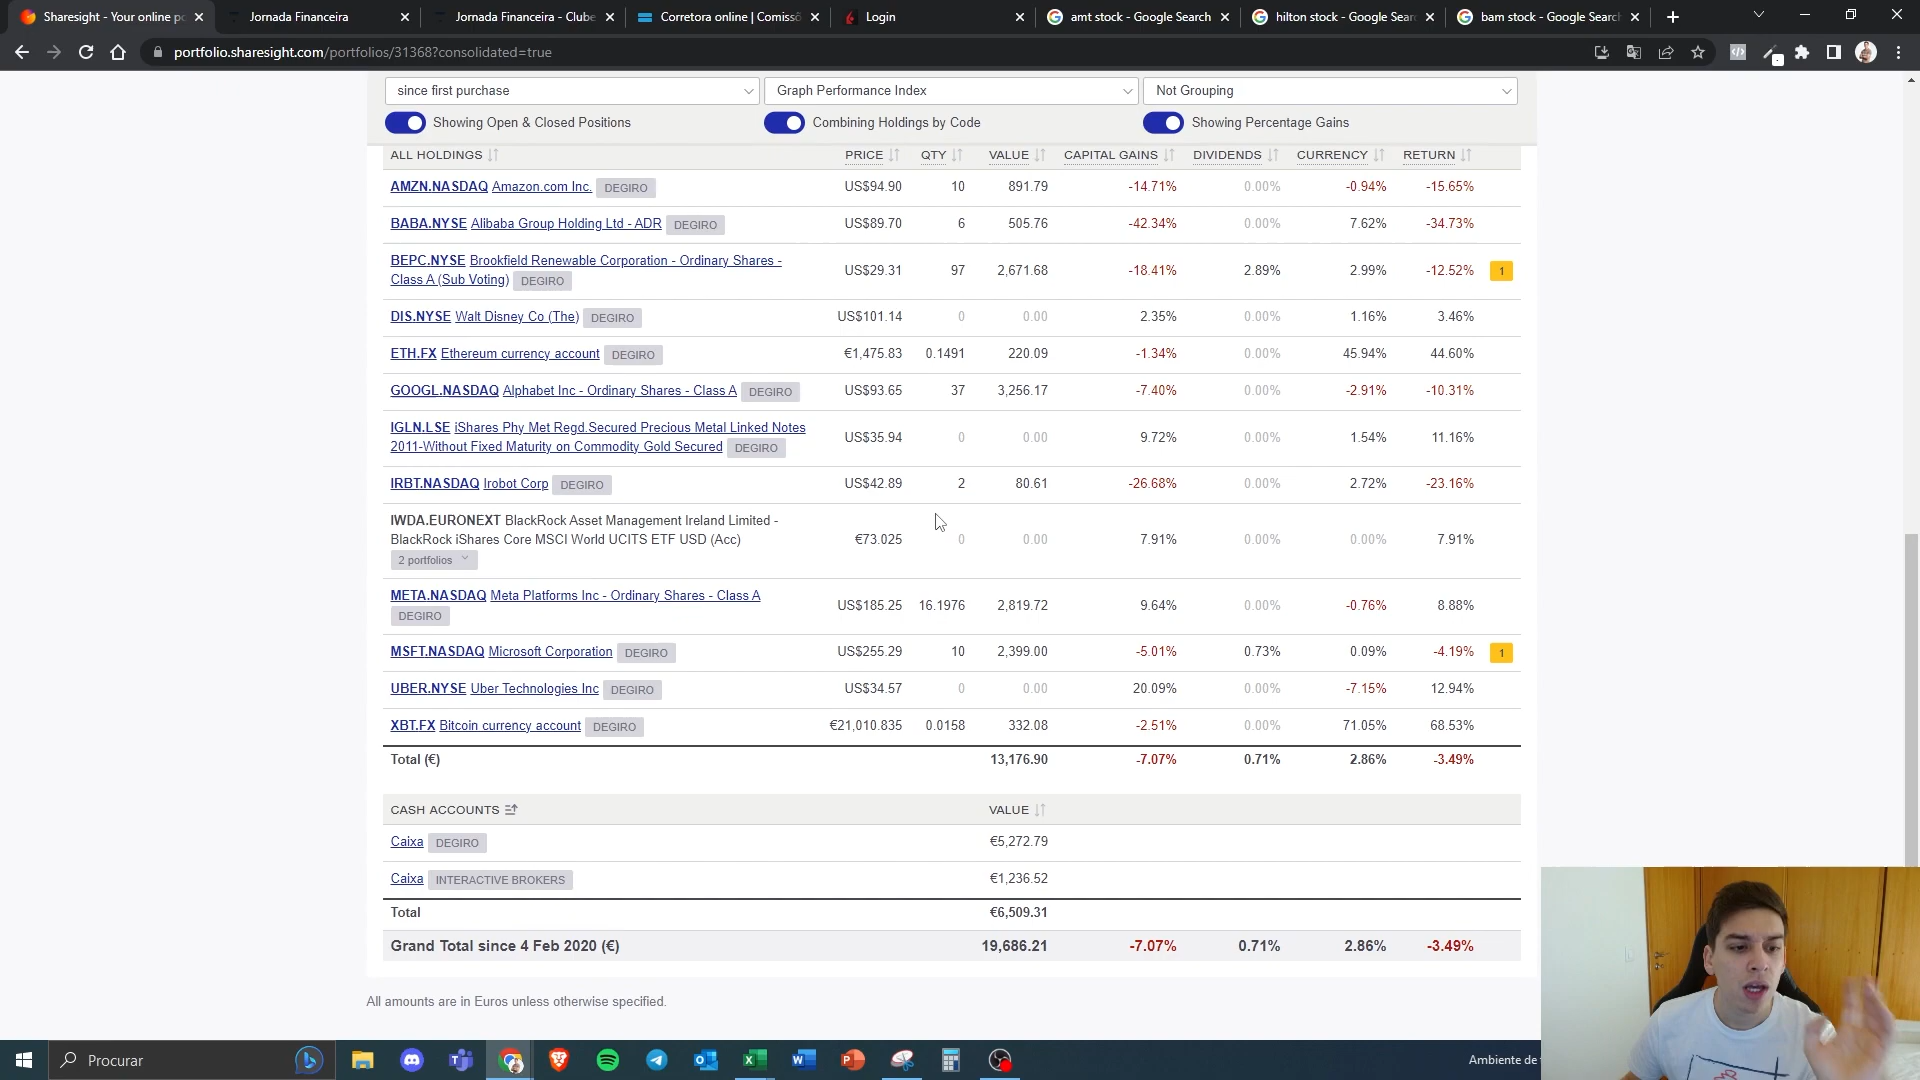 Sharesight - Your online po
Jornada Financeira
Jornada Financeira - Clube
Corretora online | Comissõ
Login
amt stock - Google Search
hilton stock - Google Sear
bam stock - Google Search
portfolio.sharesight.com/portfolios/31368?consolidated=true
since first purchase
Graph Performance Index
Not Grouping
Showing Open & Closed Positions
Combining Holdings by Code
Showing Percentage Gains
ALL HOLDINGS PRICE QTY VALUE CAPITAL GAINS DIVIDENDS CURRENCY RETURN
AMZN.NASDAQ Amazon.com Inc. DEGIRO US$94.90 10 891.79 -14.71% 0.00% -0.94% -15.65%
BABA.NYSE Alibaba Group Holding Ltd - ADR DEGIRO US$89.70 6 505.76 -42.34% 0.00% 7.62% -34.73%
BEPC.NYSE Brookfield Renewable Corporation - Ordinary Shares -
Class A (Sub Voting) DEGIRO US$29.31 97 2,671.68 -18.41% 2.89% 2.99% -12.52% 1
DIS.NYSE Walt Disney Co (The) DEGIRO US$101.14 0 0.00 2.35% 0.00% 1.16% 3.46%
ETH.FX Ethereum currency account DEGIRO €1,475.83 0.1491 220.09 -1.34% 0.00% 45.94% 44.60%
GOOGL.NASDAQ Alphabet Inc - Ordinary Shares - Class A DEGIRO US$93.65 37 3,256.17 -7.40% 0.00% -2.91% -10.31%
IGLN.LSE iShares Phy Met Regd.Secured Precious Metal Linked Notes
2011-Without Fixed Maturity on Commodity Gold Secured DEGIRO US$35.94 0 0.00 9.72% 0.00% 1.54% 11.16%
IRBT.NASDAQ Irobot Corp DEGIRO US$42.89 2 80.61 -26.68% 0.00% 2.72% -23.16%
IWDA.EURONEXT BlackRock Asset Management Ireland Limited -
BlackRock iShares Core MSCI World UCITS ETF USD (Acc) €73.025 0 0.00 7.91% 0.00% 0.00% 7.91%
2 portfolios
META.NASDAQ Meta Platforms Inc - Ordinary Shares - Class A
DEGIRO US$185.25 16.1976 2,819.72 9.64% 0.00% -0.76% 8.88%
MSFT.NASDAQ Microsoft Corporation DEGIRO US$255.29 10 2,399.00 -5.01% 0.73% 0.09% -4.19% 1
UBER.NYSE Uber Technologies Inc DEGIRO US$34.57 0 0.00 20.09% 0.00% -7.15% 12.94%
XBT.FX Bitcoin currency account DEGIRO €21,010.835 0.0158 332.08 -2.51% 0.00% 71.05% 68.53%
Total (€) 13,176.90 -7.07% 0.71% 2.86% -3.49%
CASH ACCOUNTS VALUE
Caixa DEGIRO €5,272.79
Caixa INTERACTIVE BROKERS €1,236.52
Total €6,509.31
Grand Total since 4 Feb 2020 (€) 19,686.21 -7.07% 0.71% 2.86% -3.49%
All amounts are in Euros unless otherwise specified.
Procurar
Ambiente de